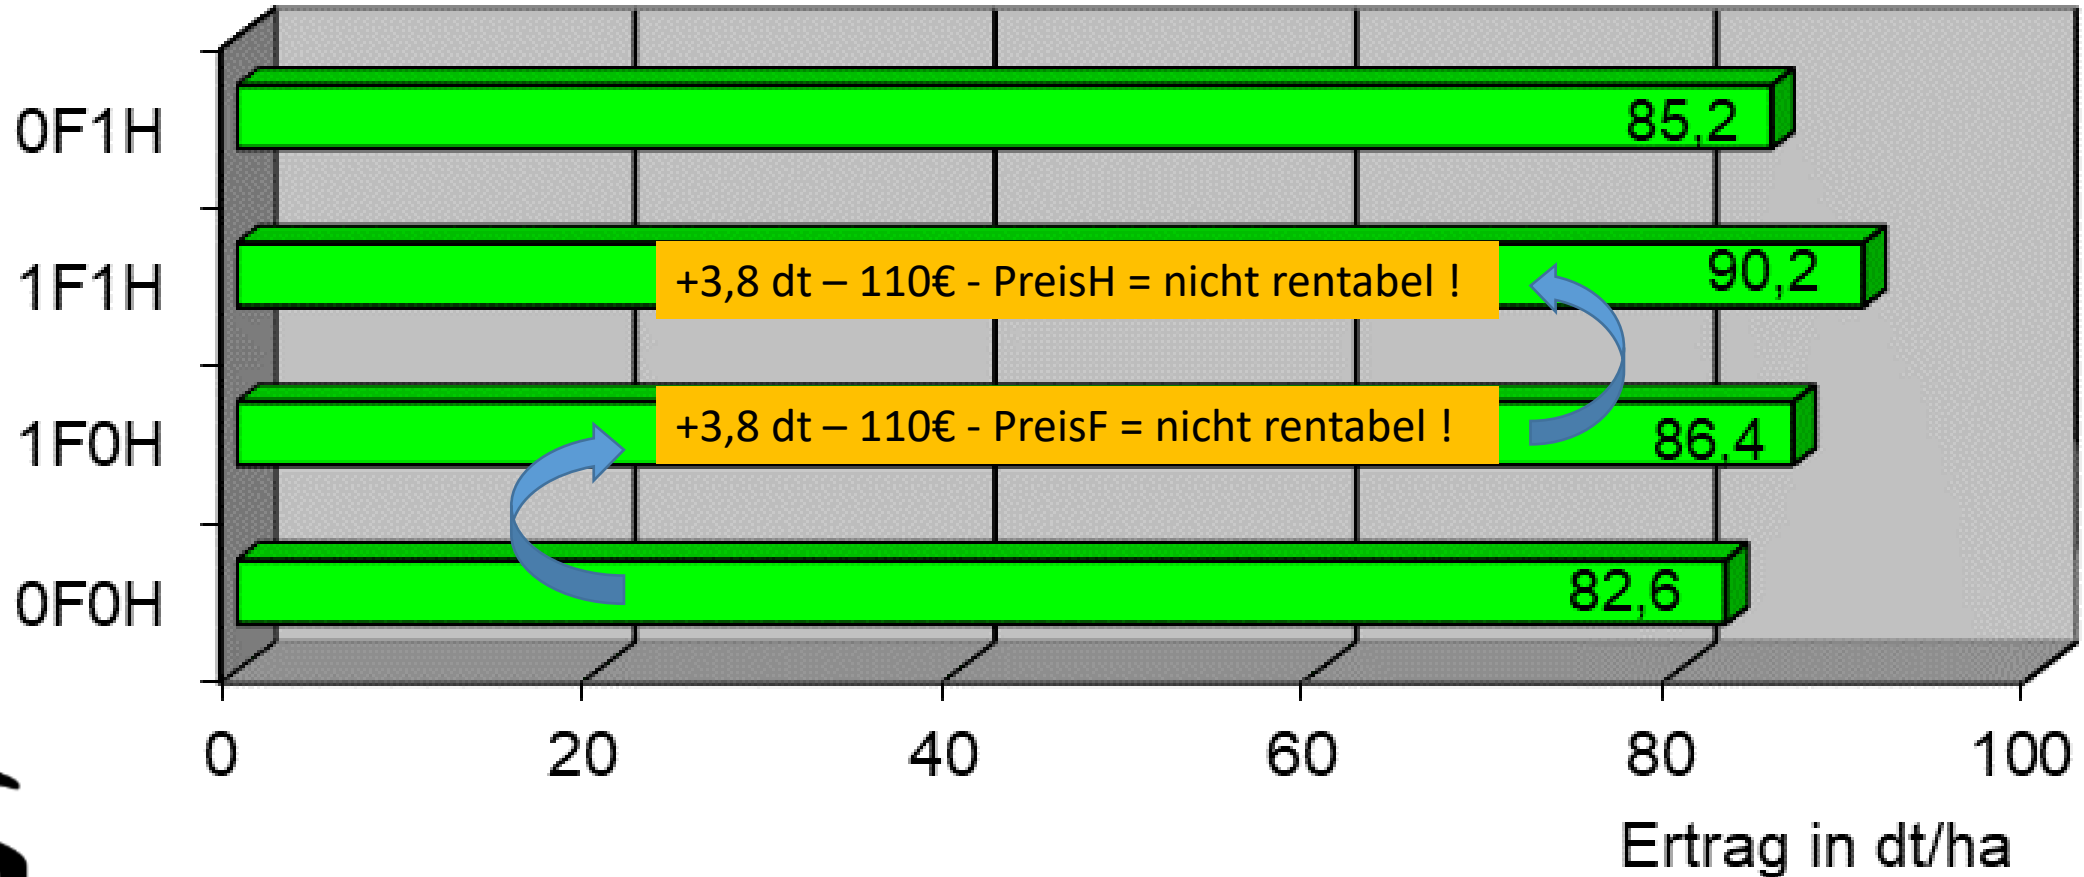 0F1H 85,2
1F1H +3,8 dt – 110€ - PreisH = nicht rentabel ! 90,2
1F0H +3,8 dt – 110€ - PreisF = nicht rentabel ! 86,4
0F0H 82,6
0 20 40 60 80 100
Ertrag in dt/ha